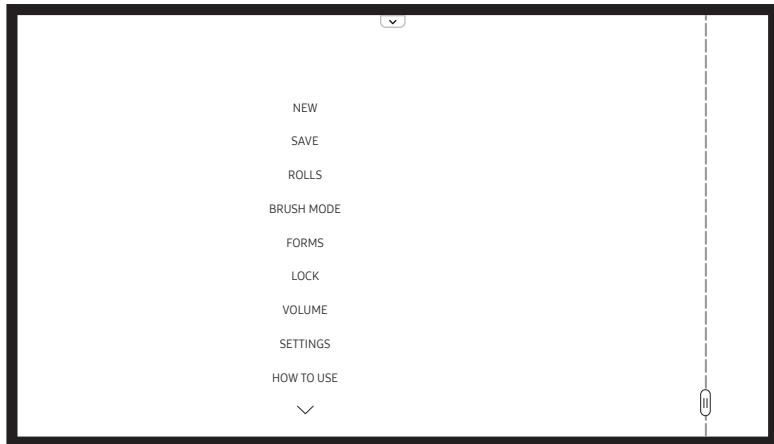 NEW
SAVE
ROLLS
BRUSH MODE
FORMS
LOCK
VOLUME
SETTINGS
HOW TO USE